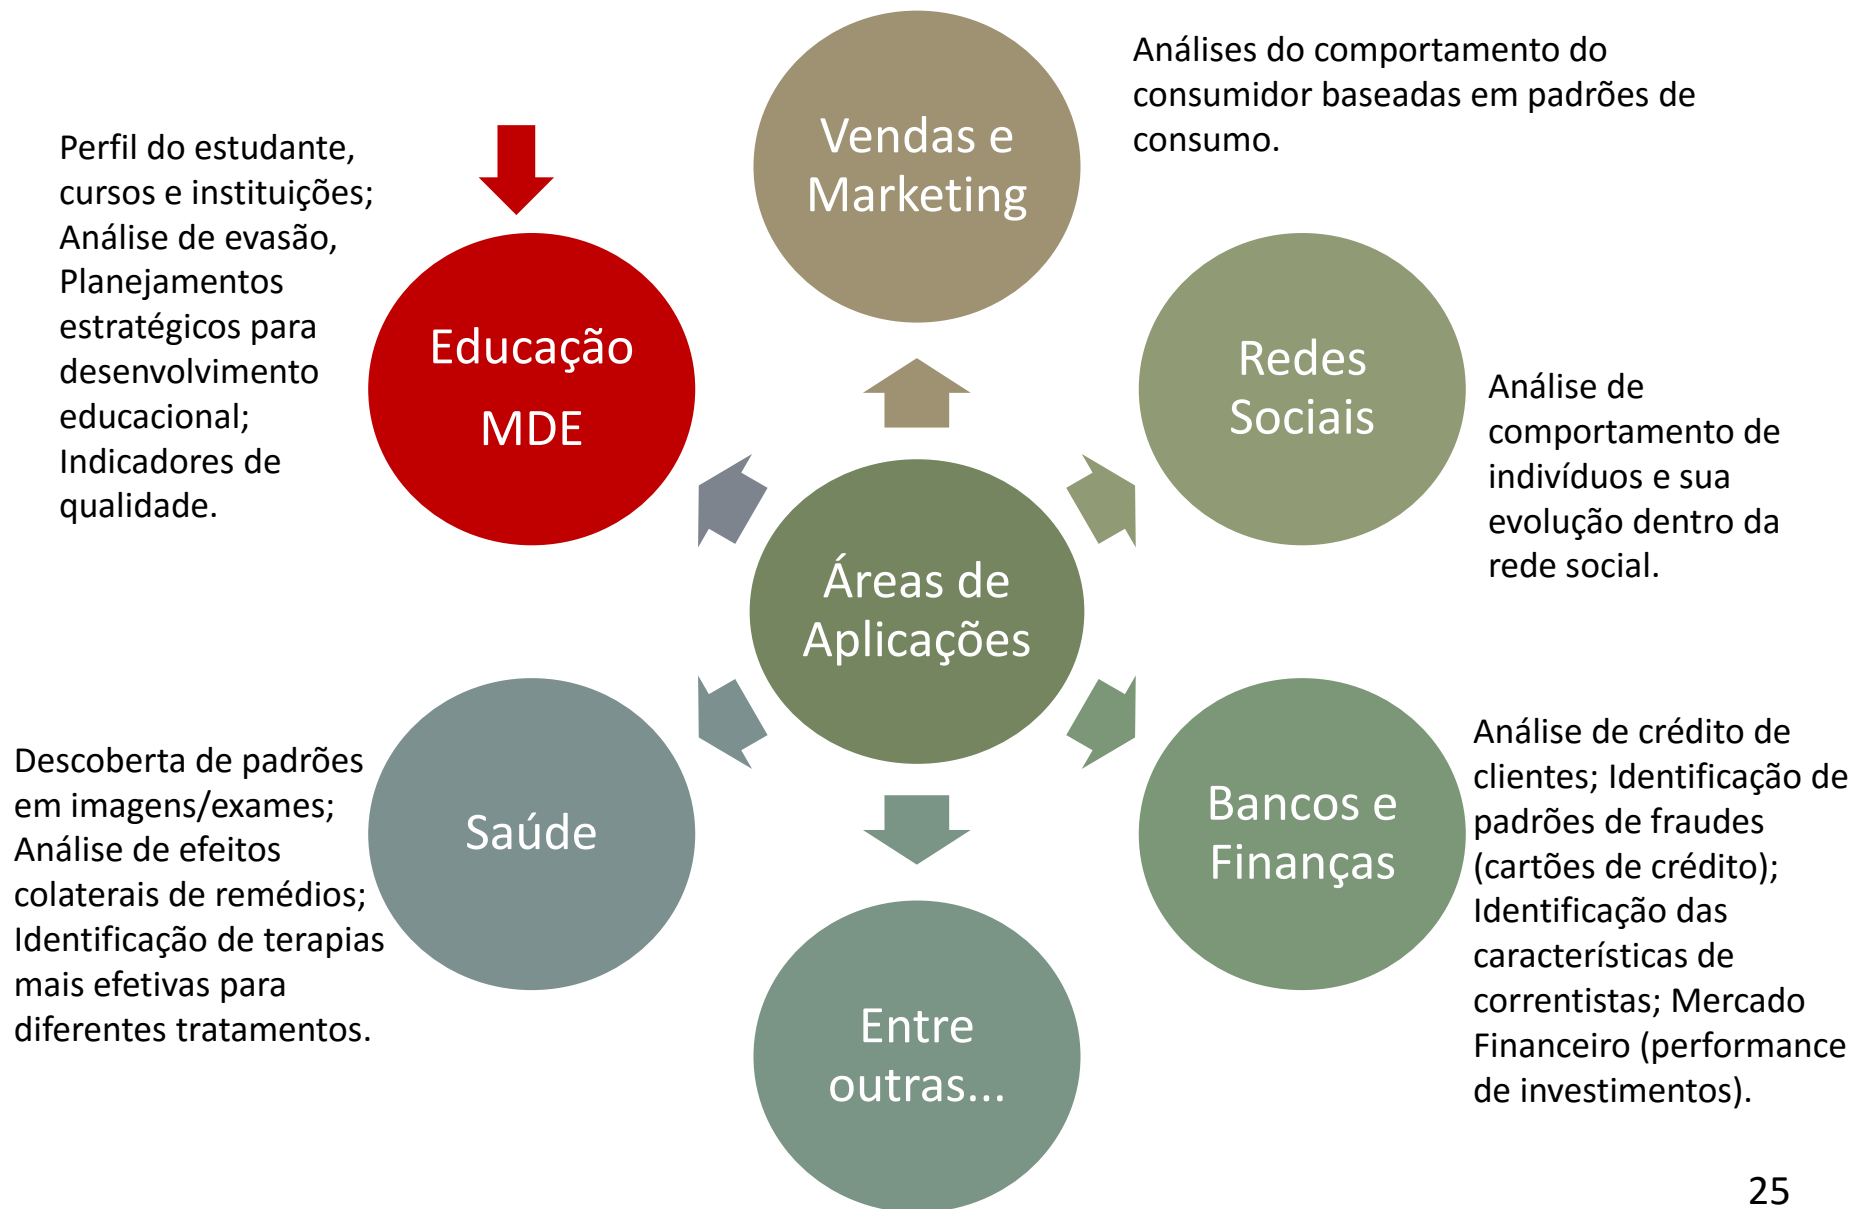 Vendas e
Marketing
Análises do comportamento do
consumidor baseadas em padrões de
consumo.
Perfil do estudante,
cursos e instituições;
Análise de evasão,
Planejamentos
estratégicos para
desenvolvimento
educacional;
Indicadores de
qualidade.
Educação
MDE
Redes
Sociais
Análise de
comportamento de
indivíduos e sua
evolução dentro da
rede social.
Áreas de
Aplicações
Descoberta de padrões
em imagens/exames;
Análise de efeitos
colaterais de remédios;
Identificação de terapias
mais efetivas para
diferentes tratamentos.
Saúde
Bancos e
Finanças
Análise de crédito de
clientes; Identificação de
padrões de fraudes
(cartões de crédito);
Identificação das
características de
correntistas; Mercado
Financeiro (performance
de investimentos).
Entre
outras...
25